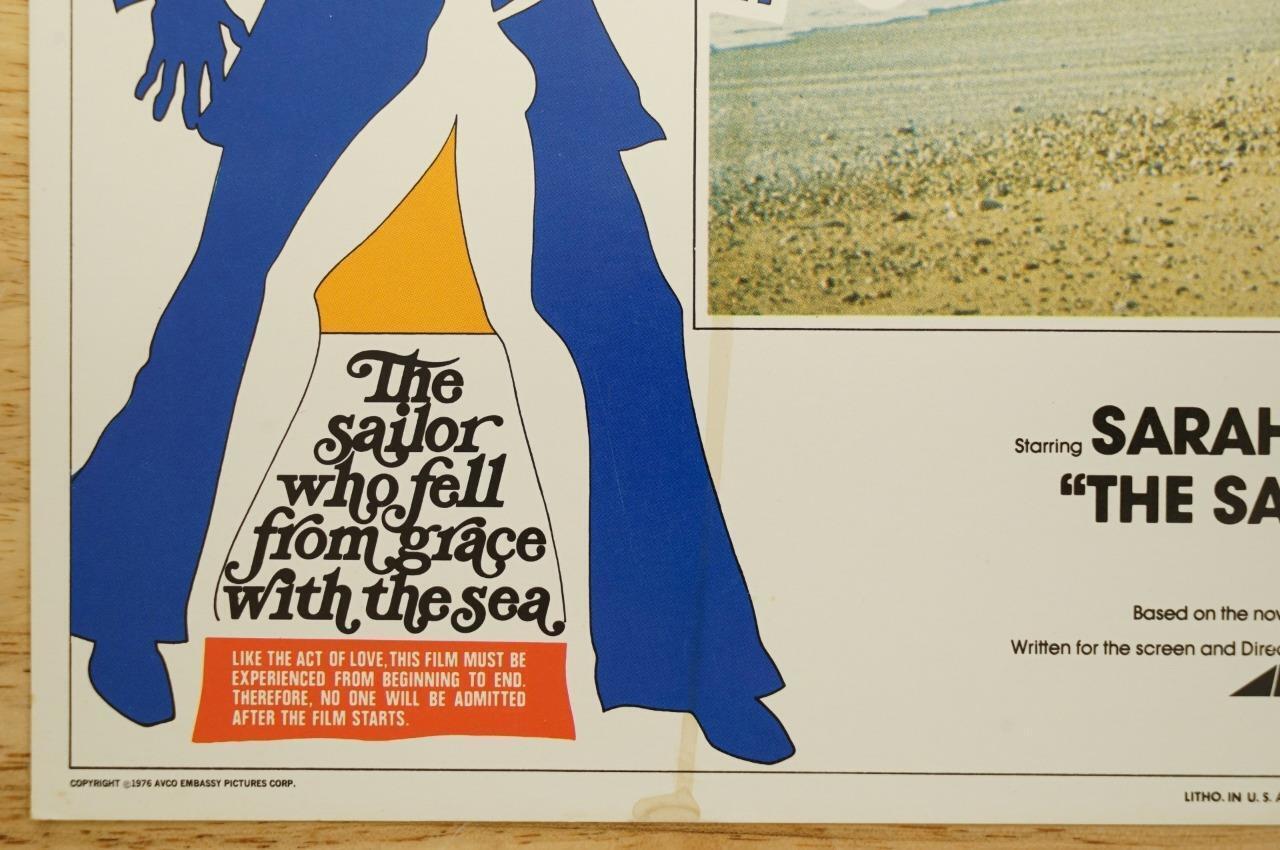 The
sailor
who fell
from grace
with the sea
LIKE THE ACT OF LOVE, THIS FILM MUST BE
EXPERIENCED FROM BEGINNING TO END.
THEREFORE, NO ONE WILL BE ADMITTED
AFTER THE FILM STARTS.
COPYRIGHT ©1976 AVCO EMBASSY PICTURES CORP.
Starring SARAH
“THE SA
Based on the nov
Written for the screen and Direc
LITHO. IN U. S. A